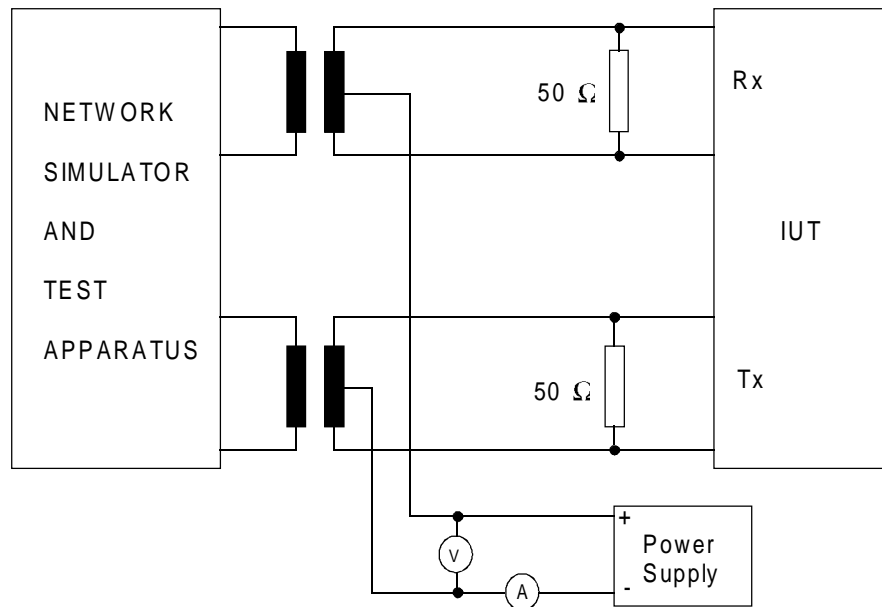 NETWORK
SIMULATOR
AND
TEST
APPARATUS
50 Ω
Rx
IUT
50 Ω
Tx
V
A
+
-
Power
Supply